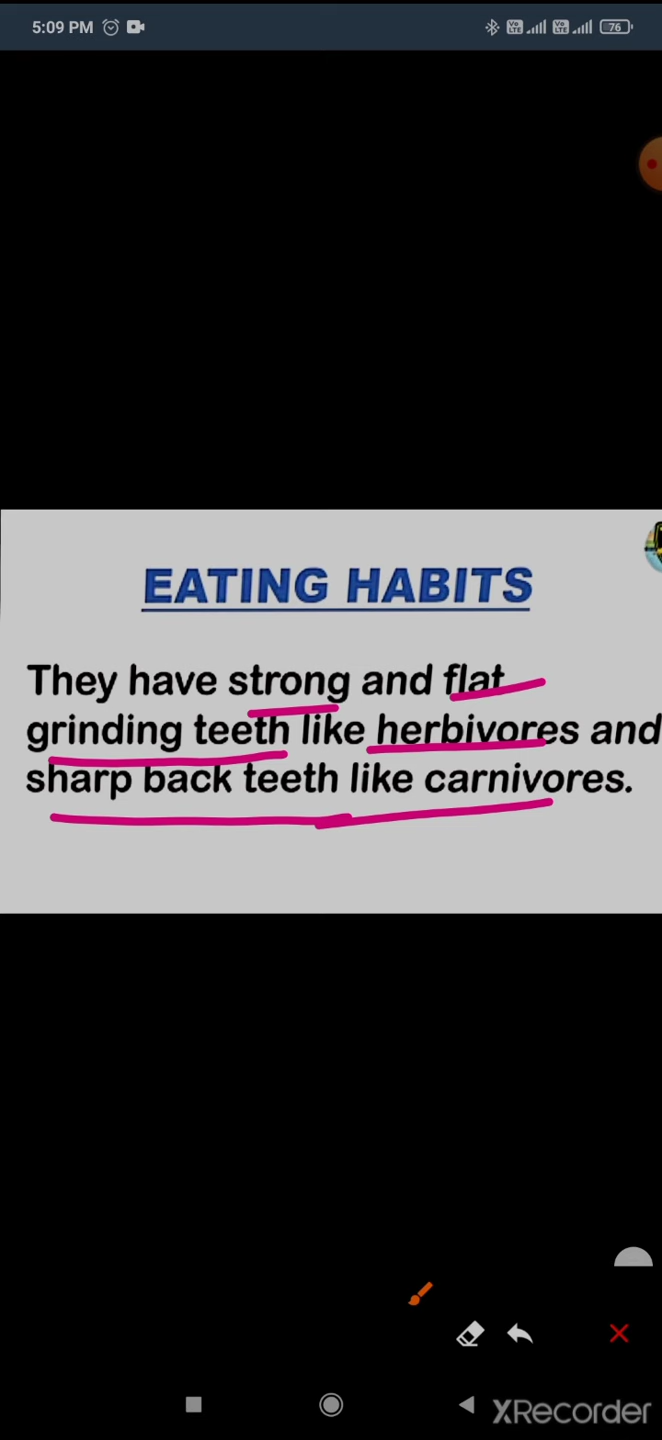 5:09 PM
76
EATING HABITS
They have strong and flat
grinding teeth like herbivores and
sharp back teeth like carnivores.
XRecorder